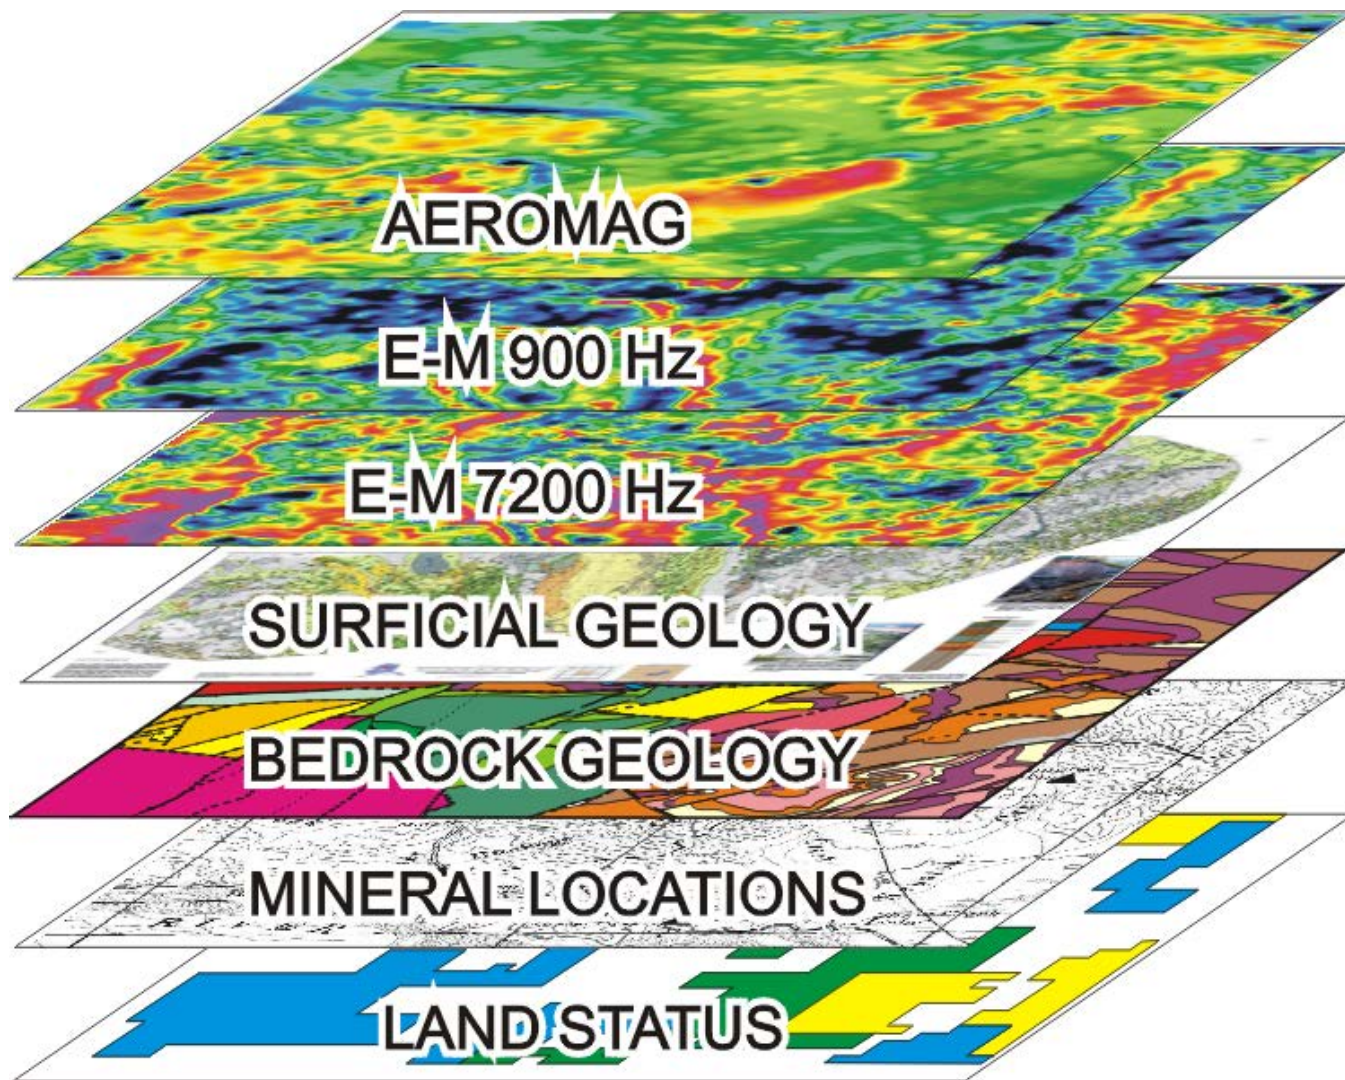 AEROMAG
E-M 900 Hz
E-M 7200 Hz
SURFICIAL GEOLOGY
BEDROCK GEOLOGY
MINERAL LOCATIONS
LAND STATUS